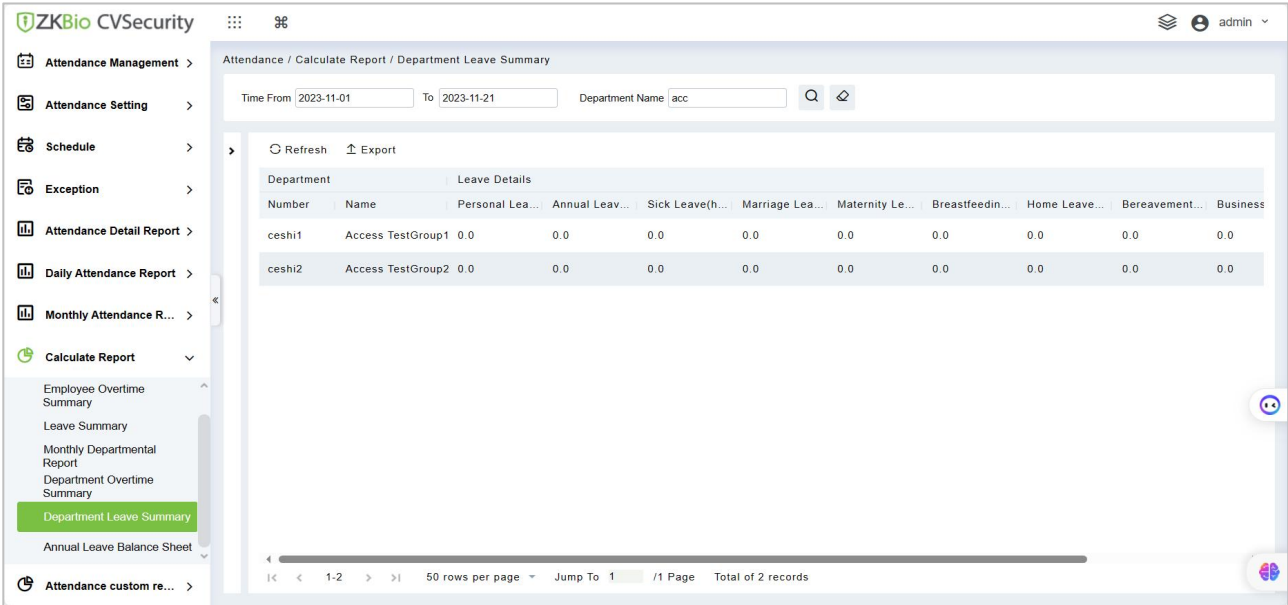 ZKBio CVSecurity
admin
Attendance Management
Attendance Setting
Schedule
Exception
Attendance Detail Report
Daily Attendance Report
Monthly Attendance R...
Calculate Report
Employee Overtime
Summary
Leave Summary
Monthly Departmental
Report
Department Overtime
Summary
Department Leave Summary
Annual Leave Balance Sheet
Attendance custom re...
Attendance / Calculate Report / Department Leave Summary
Time From 2023-11-01 To 2023-11-21 Department Name acc
Refresh Export
Department Leave Details
Number Name Personal Lea... Annual Leav... Sick Leave(h... Marriage Lea... Maternity Le... Breastfeedin... Home Leave... Bereavement... Business
ceshi1 Access TestGroup1 0.0 0.0 0.0 0.0 0.0 0.0 0.0 0.0 0.0
ceshi2 Access TestGroup2 0.0 0.0 0.0 0.0 0.0 0.0 0.0 0.0 0.0
1-2 50 rows per page Jump To 1 /1 Page Total of 2 records